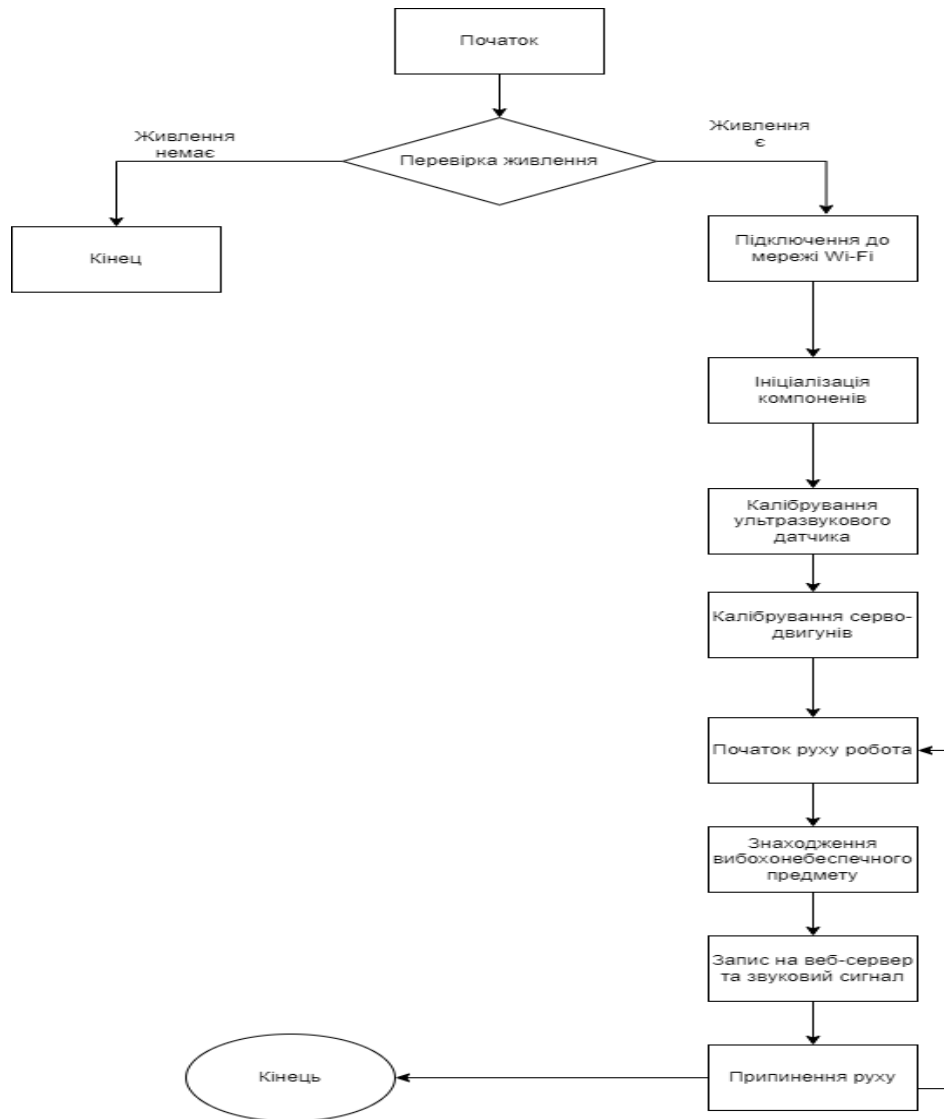 Початок
Живлення
немає
Живлення
є
Перевірка живлення
Кінец
Підключення до
мережі Wi-Fi
Ініціалізація
компоненів
Калібрування
ультразвукового
датчика
Калібрування серво-
двигунів
Початок руху робота
Знаходження
вибохонебеспечного
предмету
Запис на веб-сервер
та звуковий сигнал
Кінець
Припинення руху